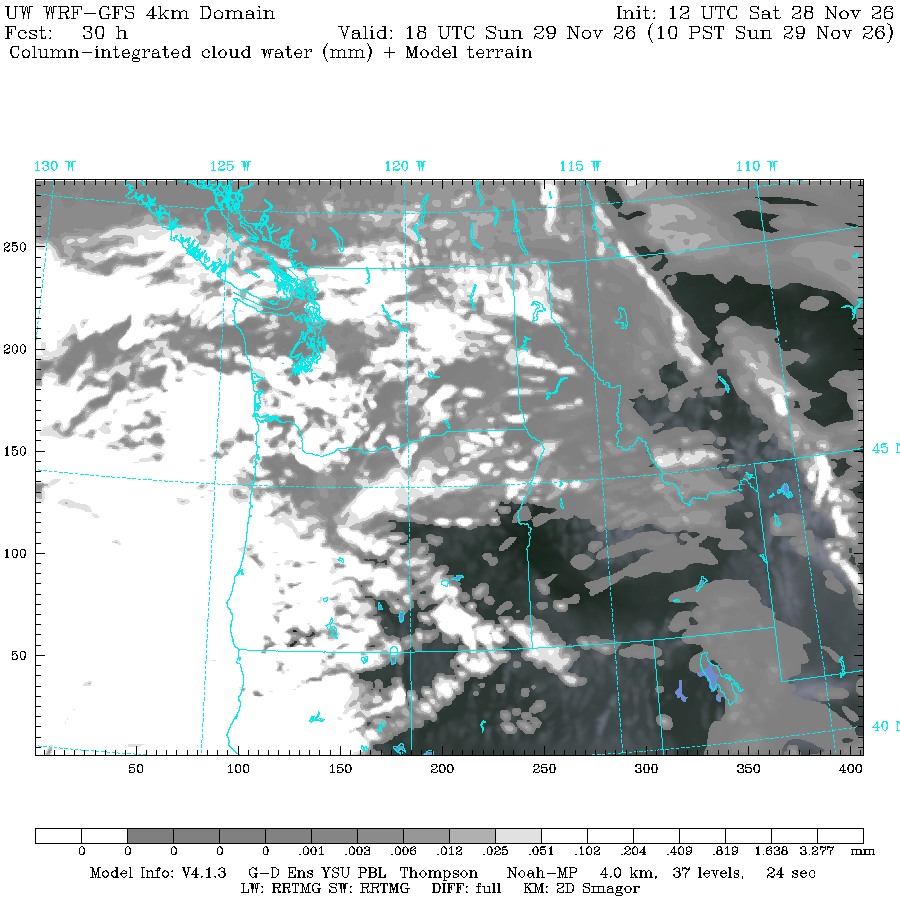 UW WRF-GFS 4km Domain Init: 12 UTC Sat 28 Nov 26
Fcst: 30 h Valid: 18 UTC Sun 29 Nov 26 (10 PST Sun 29 Nov 26)
Column-integrated cloud water (mm) + Model terrain
130 W 125 W 120 W 115 W 110 W
250
200
150 45 N
100
50
40 N
50 100 150 200 250 300 350 400
0 0 0 0 0 .001 .003 .006 .012 .025 .051 .102 .204 .409 .819 1.638 3.277 mm
Model Info: V4.1.3 G-D Ens YSU PBL Thompson Noah-MP 4.0 km, 37 levels, 24 sec
LW: RRTMG SW: RRTMG DIFF: full KM: 2D Smagor